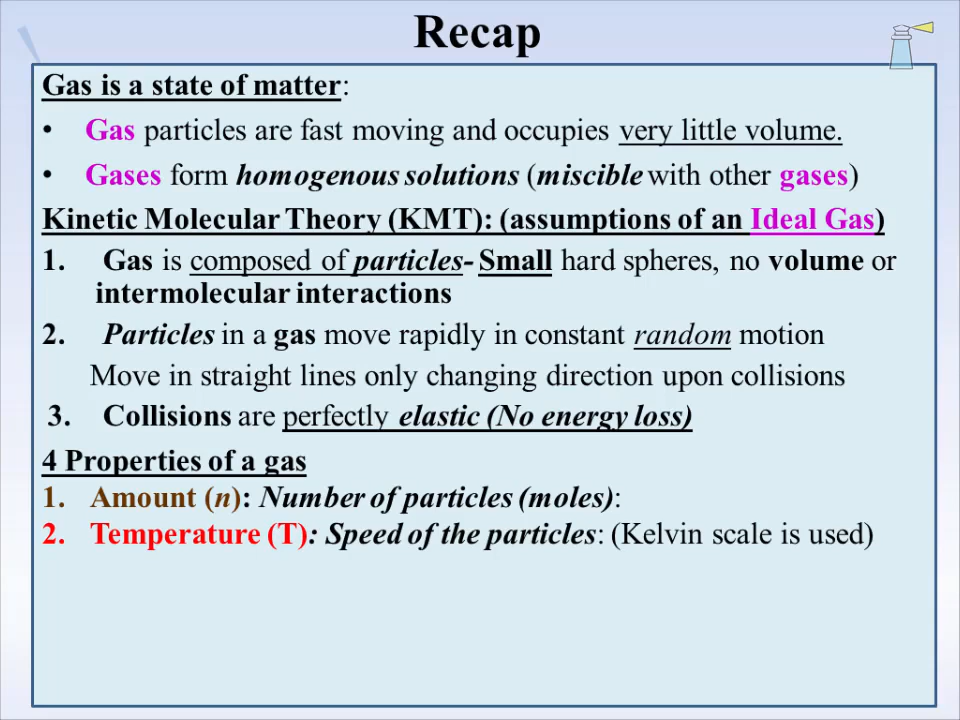 Recap
Gas is a state of matter:
• Gas particles are fast moving and occupies very little volume.
• Gases form homogenous solutions (miscible with other gases)
Kinetic Molecular Theory (KMT): (assumptions of an Ideal Gas)
1. Gas is composed of particles- Small hard spheres, no volume or
intermolecular interactions
2. Particles in a gas move rapidly in constant random motion
Move in straight lines only changing direction upon collisions
3. Collisions are perfectly elastic (No energy loss)
4 Properties of a gas
1. Amount (n): Number of particles (moles):
2. Temperature (T): Speed of the particles: (Kelvin scale is used)